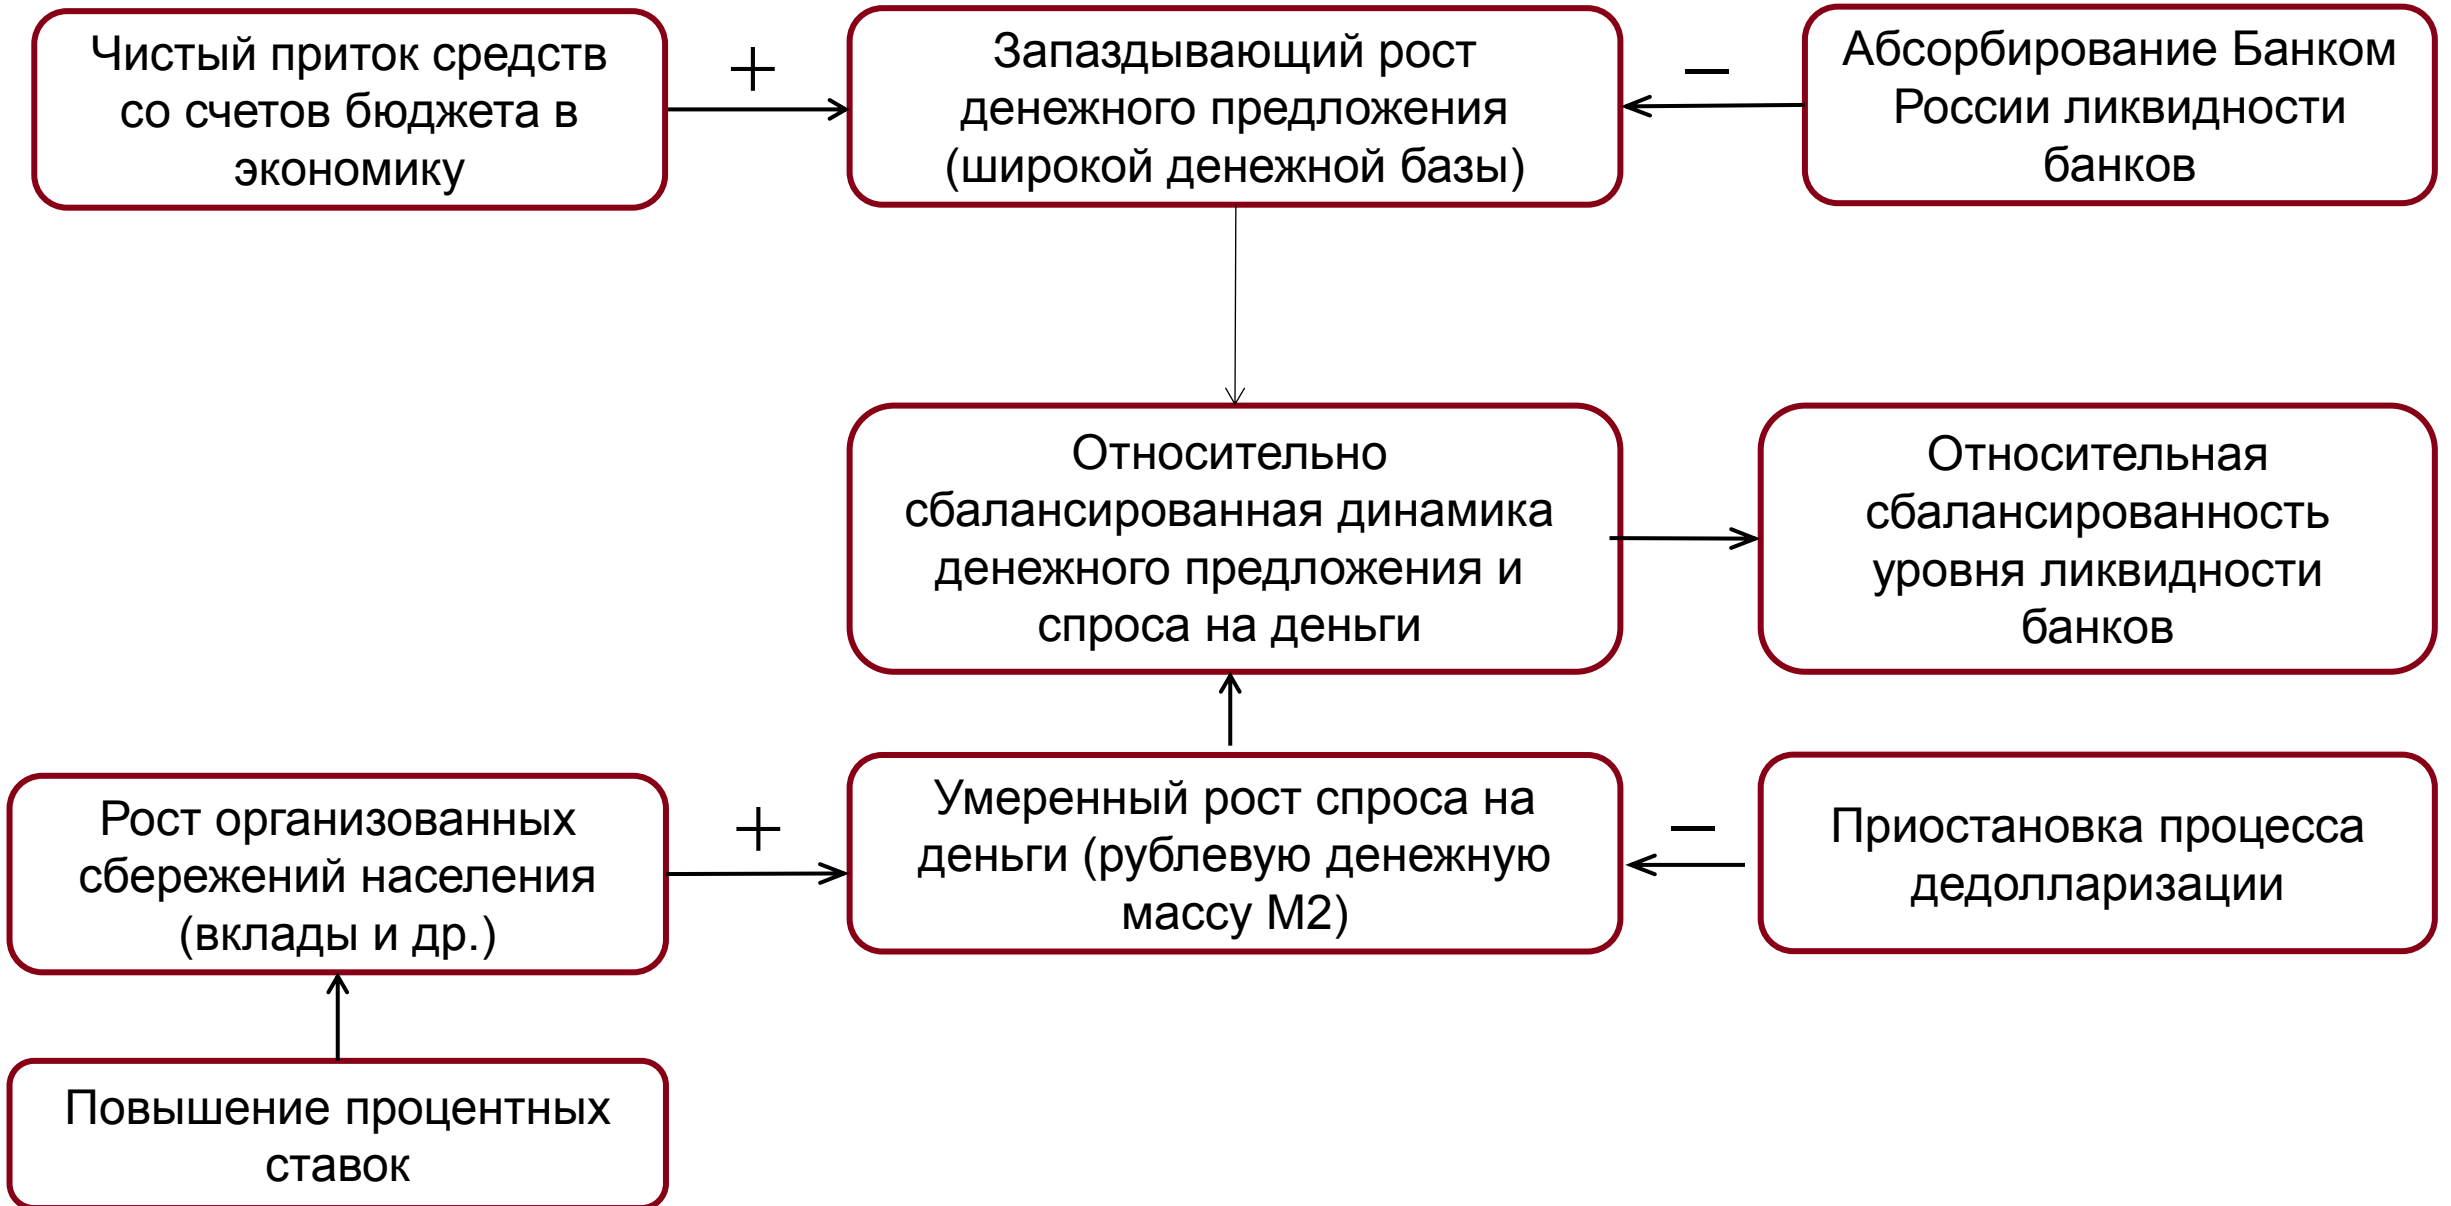 Чистый приток средств
со счетов бюджета в
экономику
+
Запаздывающий рост
денежного предложения
(широкой денежной базы)
–
Абсорбирование Банком
России ликвидности
банков
Относительно
сбалансированная динамика
денежного предложения и
спроса на деньги
Относительная
сбалансированность
уровня ликвидности
банков
Рост организованных
сбережений населения
(вклады и др.)
+
Умеренный рост спроса на
деньги (рублевую денежную
массу М2)
–
Приостановка процесса
дедолларизации
Повышение процентных
ставок